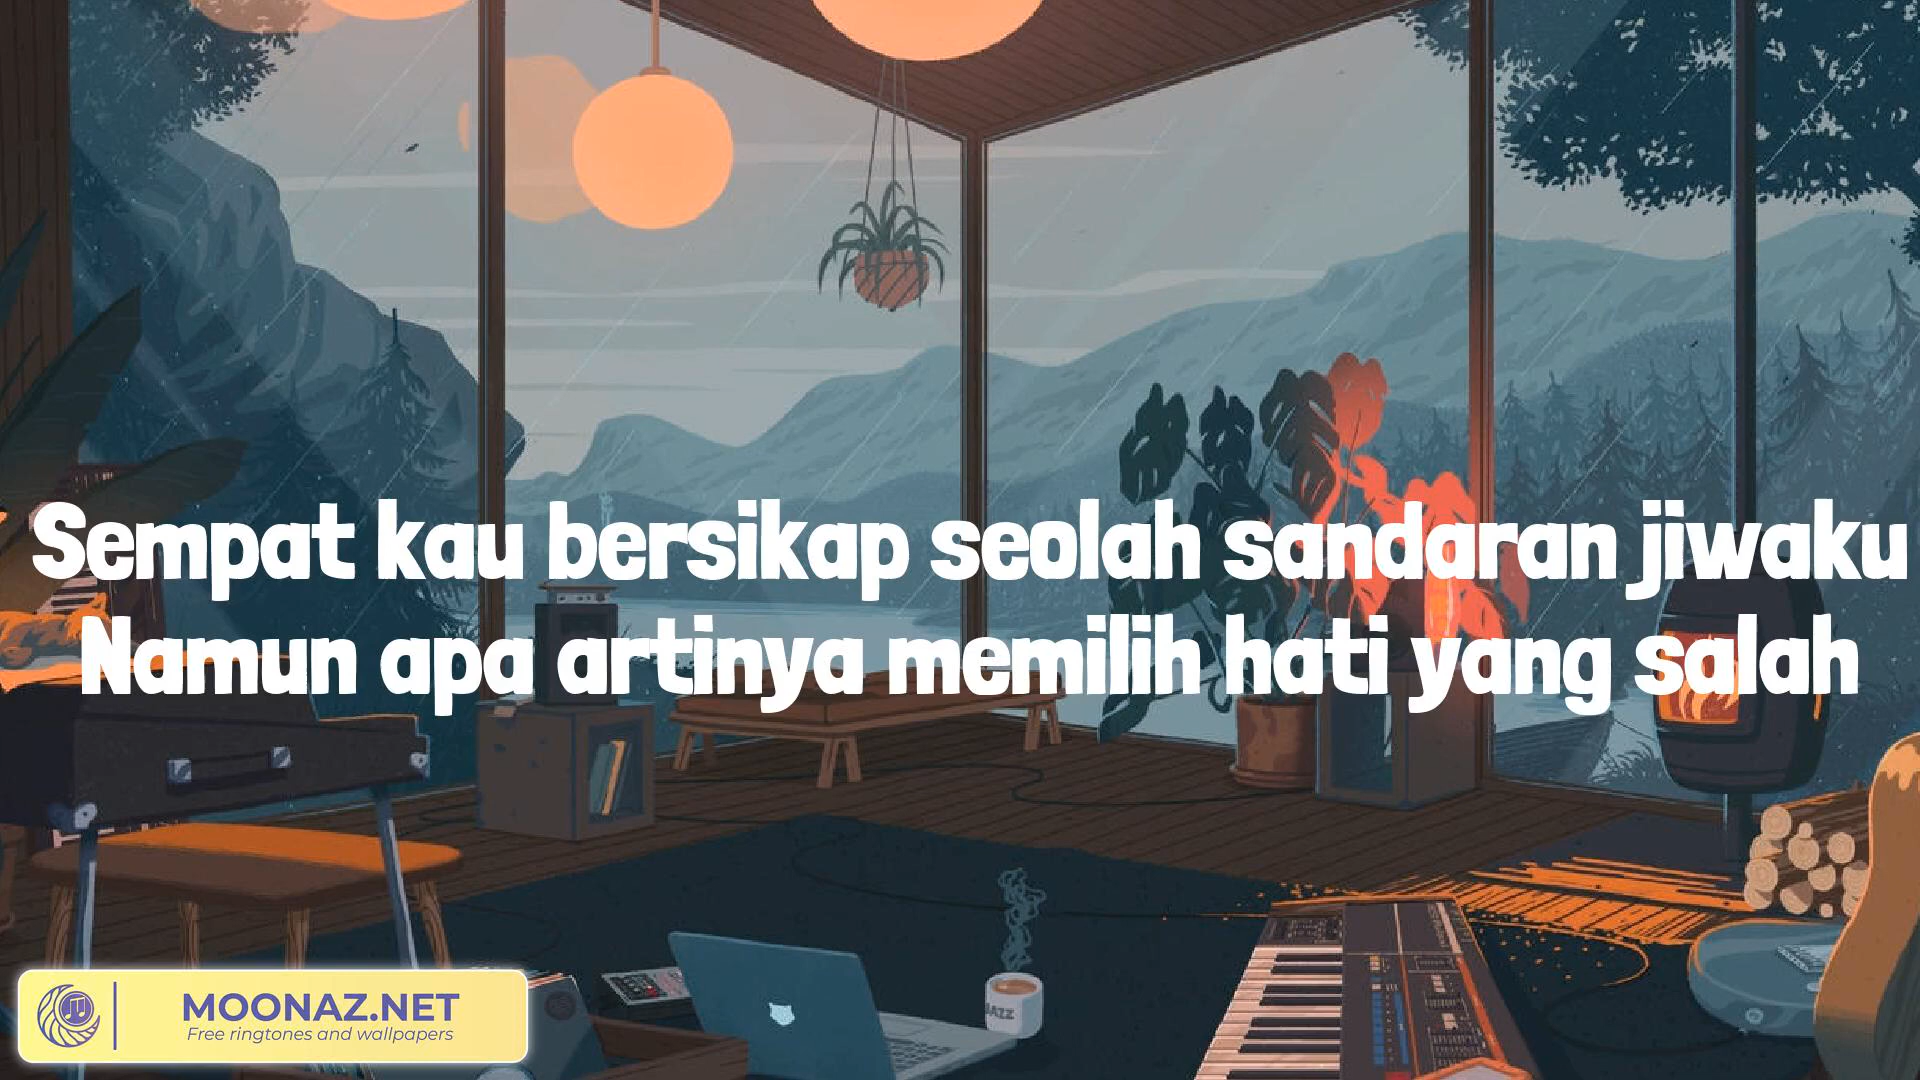 Sempat kau bersikap seolah sandaran jiwaku
Namun apa artinya memilih hati yang salah
JAZZ
MOONAZ.NET
Free ringtones and wallpapers